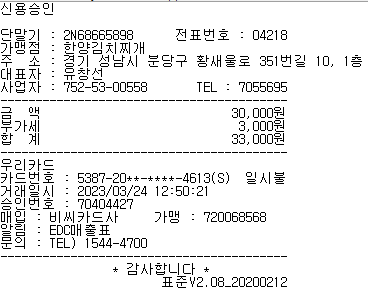 신용승인
단말기 : 2N68665898 전표번호 : 04218
가맹점 : 함양김치찌개
주 소 : 경기 성남시 분당구 황새울로 351번길 10, 1층
대표자 : 유창선
사업자 : 752-53-00558 TEL : 7055695
금 액 30,000원
부가세 3,000원
합 계 33,000원
우리카드
카드번호 : 5387-20**-****-4613(S) 일시불
거래일시 : 2023/03/24 12:50:21
승인번호 : 70404427
매입 : 비씨카드사 가맹 : 720068568
알림 : EDC매출표
문의 : TEL) 1544-4700
* 감사합니다 *
표준V2.08_20200212